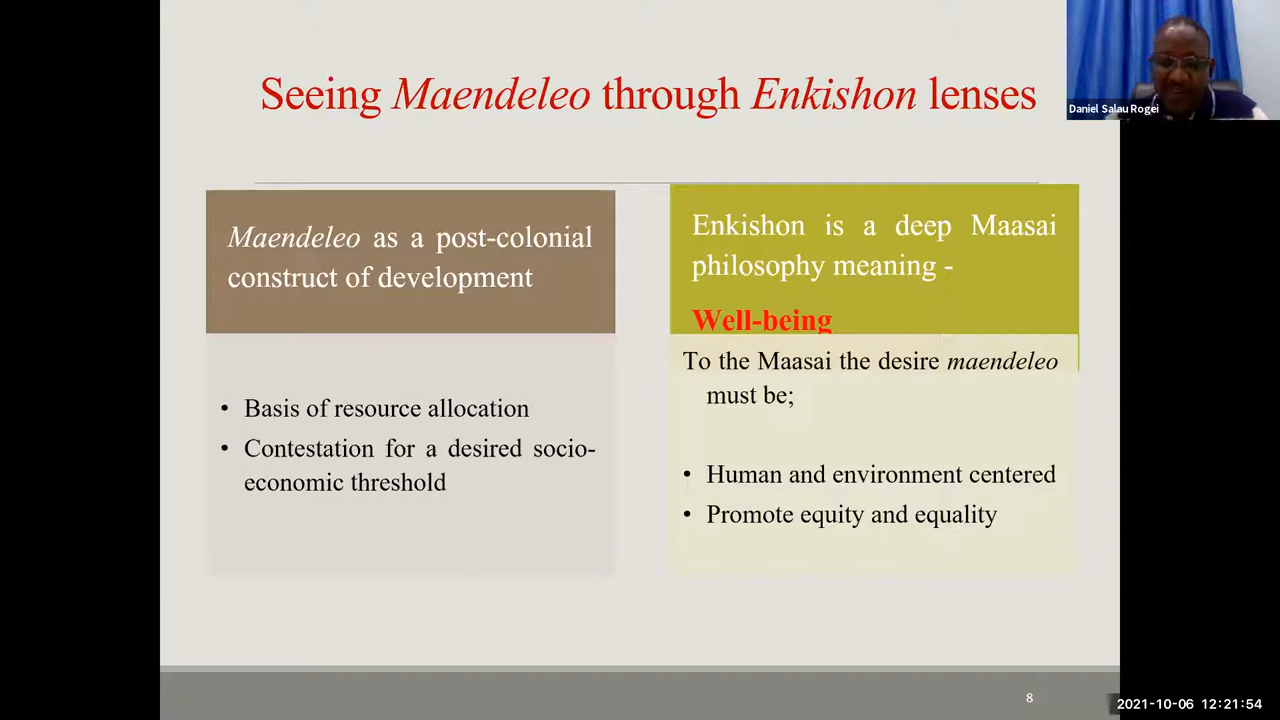 Seeing Maendeleo through Enkishon lenses
Daniel Salau Rogei
Maendeleo as a post-colonial
construct of development
• Basis of resource allocation
• Contestation for a desired socio-
economic threshold
Enkishon is a deep Maasai
philosophy meaning -
Well-being
To the Maasai the desire maendeleo
must be;
• Human and environment centered
• Promote equity and equality
8
2021-10-06 12:21:54